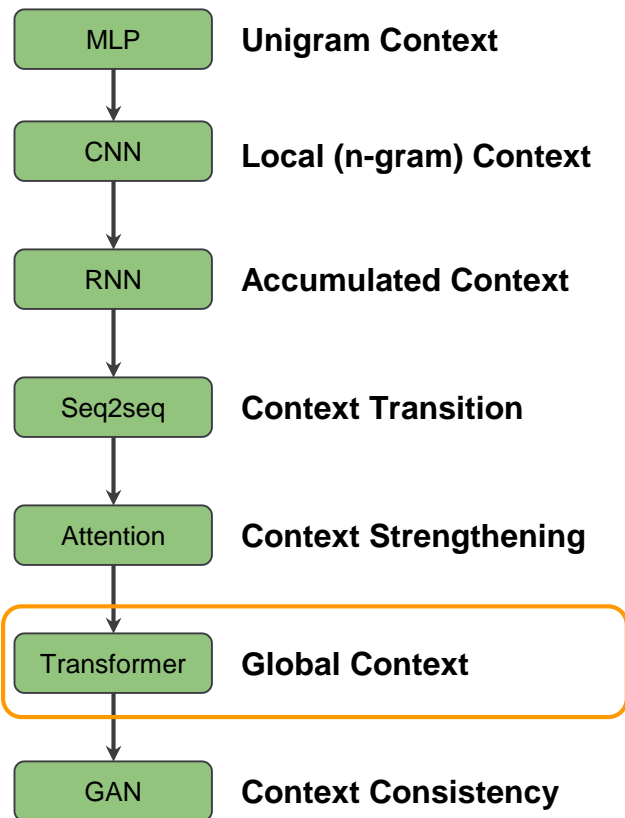 MLP Unigram Context
CNN Local (n-gram) Context
RNN Accumulated Context
Seq2seq Context Transition
Attention Context Strengthening
Transformer Global Context
GAN Context Consistency